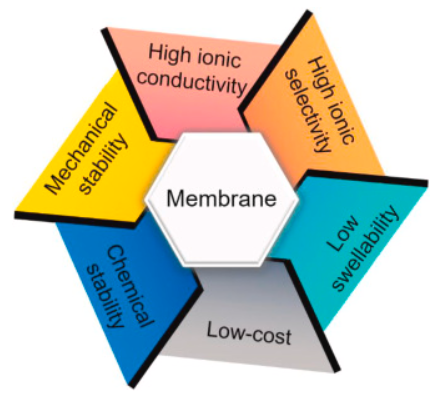 High ionic
conductivity
High ionic
selectivity
Low
swellability
Low-cost
Chemical
stability
Mechanical
stability
Membrane